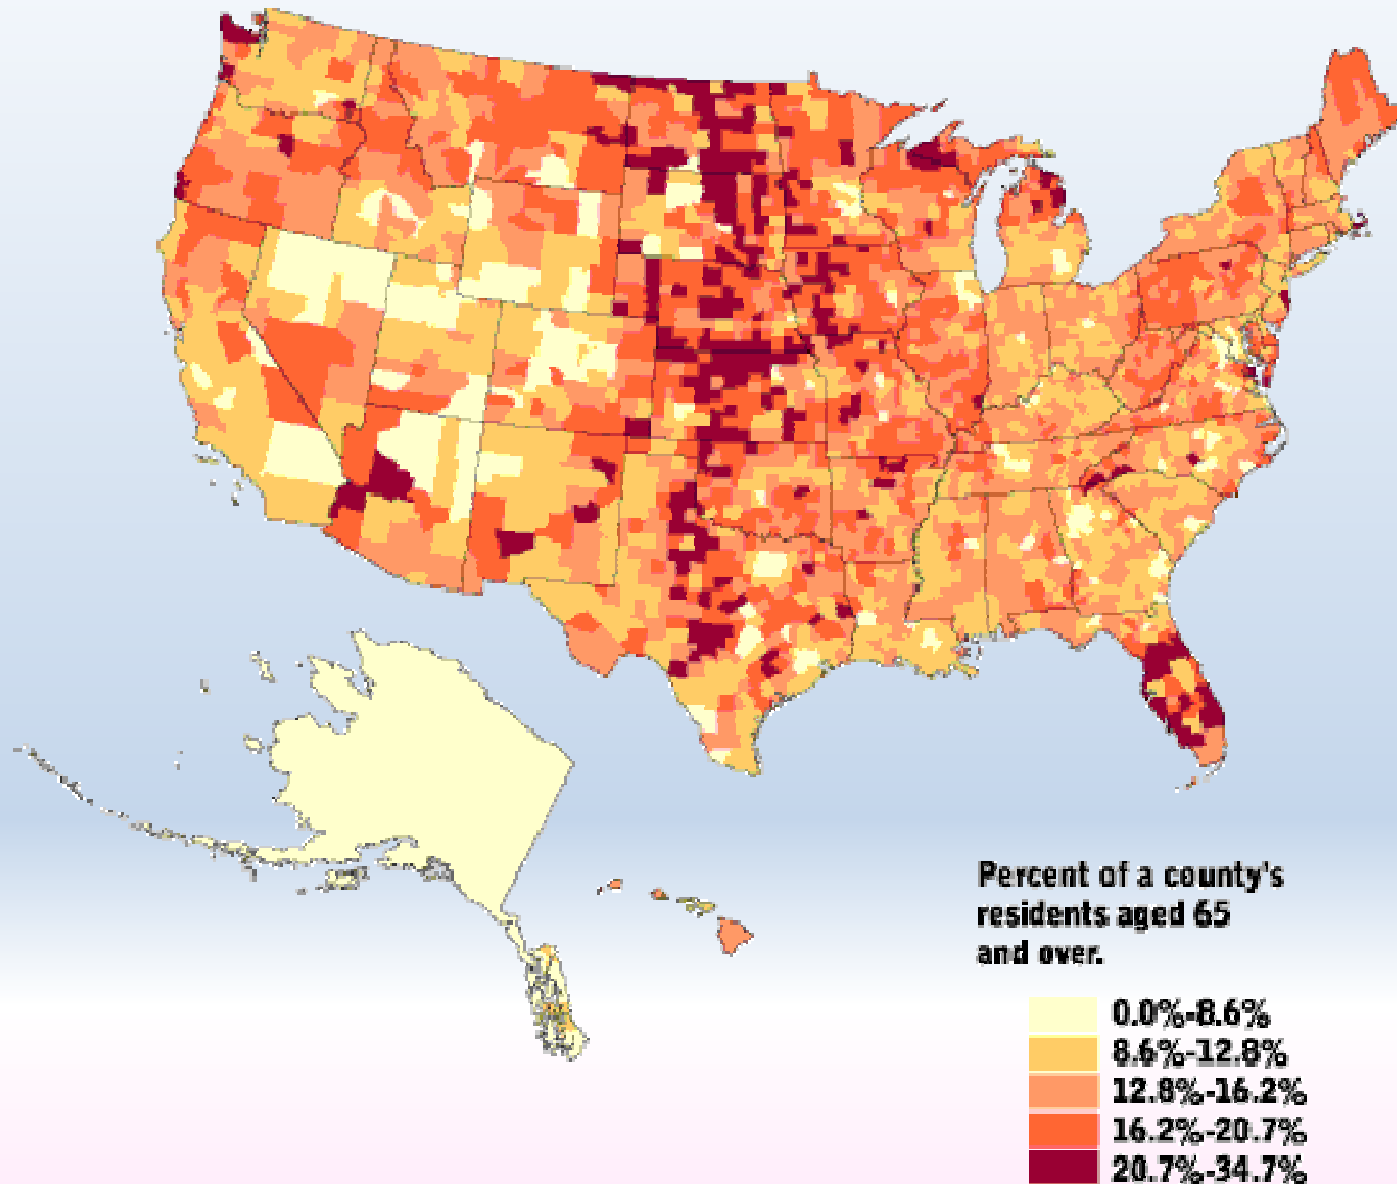 Percent of a county's
residents aged 65
and over.
0.0%-8.6%
8.6%-12.8%
12.8%-16.2%
16.2%-20.7%
20.7%-34.7%